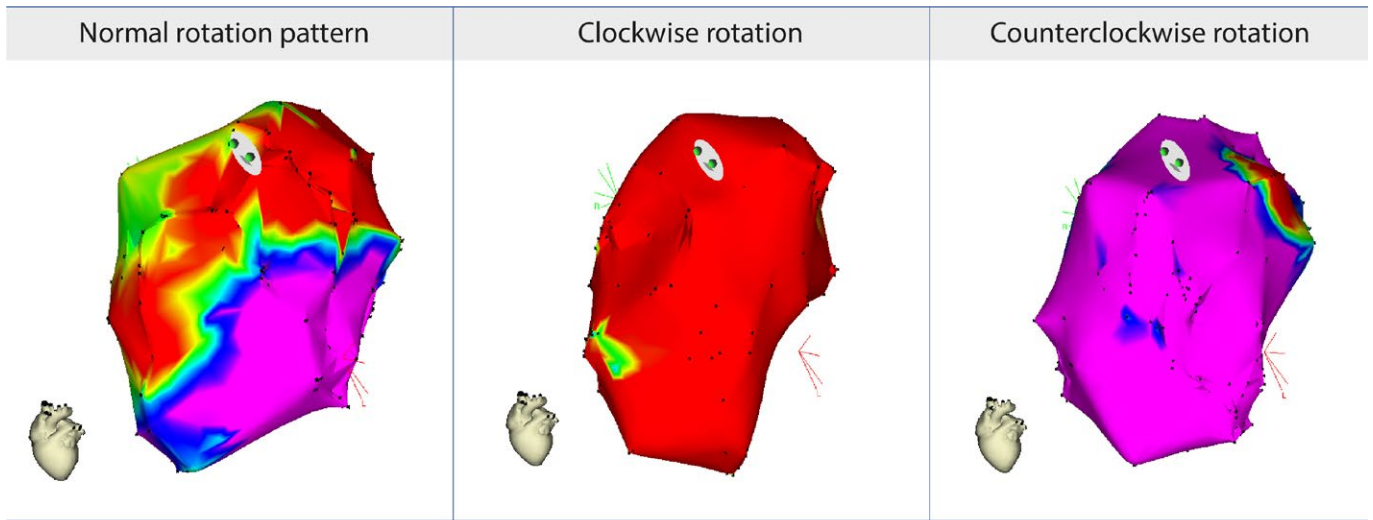 Normal rotation pattern
Clockwise rotation
Counterclockwise rotation